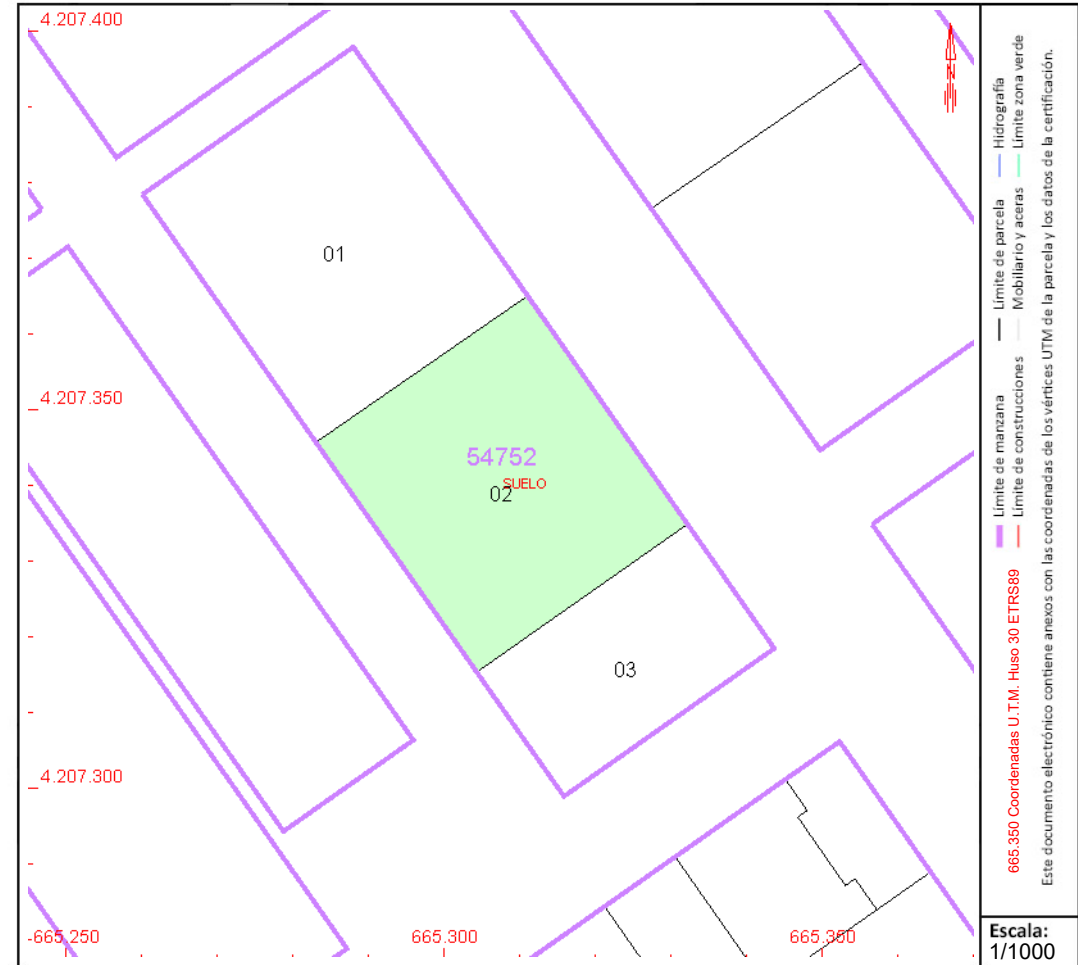 4.207.400
4.207.350
4.207.300
665.250
665.300
665.350
01
54752
SUELO
02
03
N
665.350 Coordenadas U.T.M. Huso 30 ETRS89
Límite de manzana
Límite de parcela
Hidrografía
Límite de construcciones
Mobiliario y aceras
Límite zona verde
Este documento electrónico contiene anexos con las coordenadas de los vértices UTM de la parcela y los datos de la certificación.
Escala:
1/1000